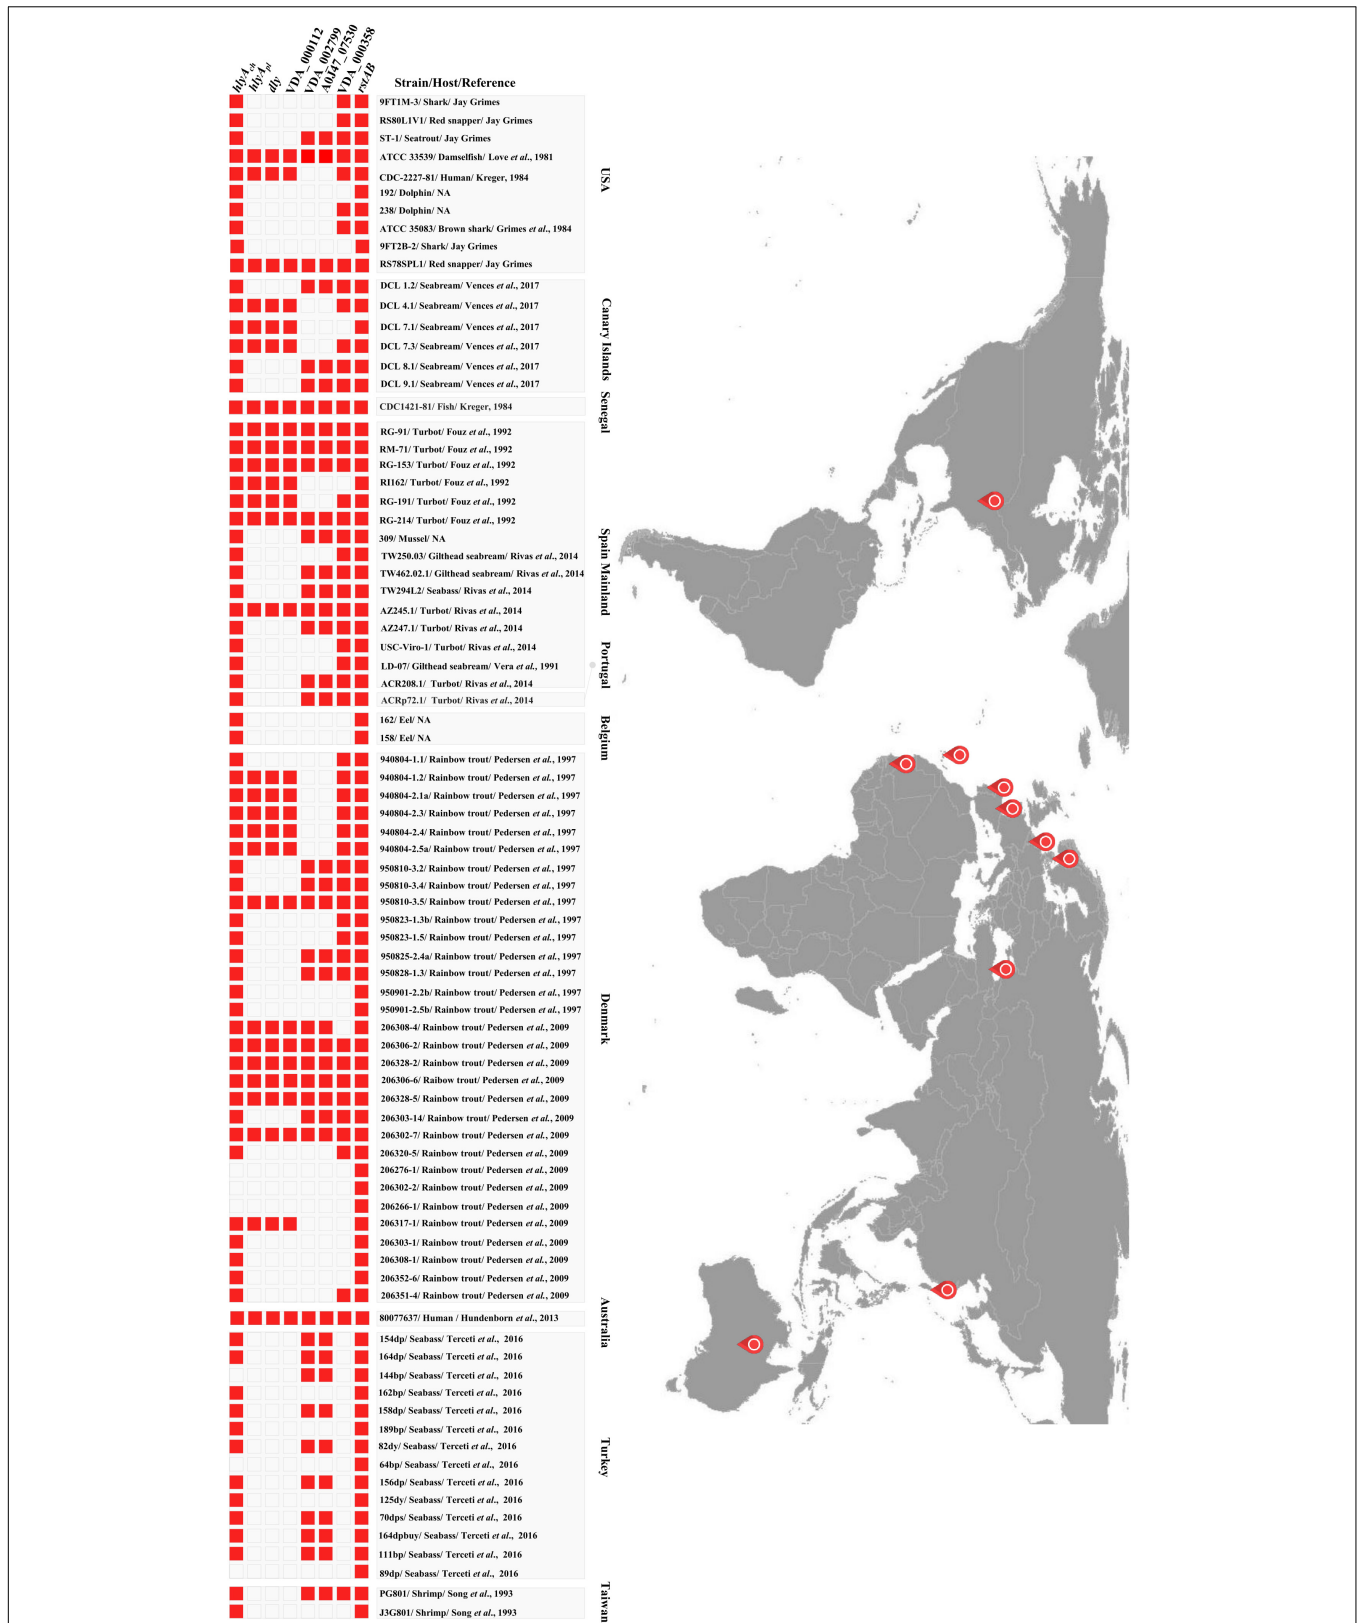 hlyAch hlyApl dly VDA_000112 VDA_002799 A0J47_07530 VDA_000358 rstAB
Strain/Host/Reference
9FT1M-3/ Shark/ Jay Grimes
RS80L1V1/ Red snapper/ Jay Grimes
ST-1/ Seatrout/ Jay Grimes
ATCC 33539/ Damselfish/ Love et al., 1981
CDC-2227-81/ Human/ Kreger, 1984
192/ Dolphin/ NA
238/ Dolphin/ NA
ATCC 35083/ Brown shark/ Grimes et al., 1984
9FT2B-2/ Shark/ Jay Grimes
RS78SPL1/ Red snapper/ Jay Grimes
USA
DCL 1.2/ Seabream/ Vences et al., 2017
DCL 4.1/ Seabream/ Vences et al., 2017
DCL 7.1/ Seabream/ Vences et al., 2017
DCL 7.3/ Seabream/ Vences et al., 2017
DCL 8.1/ Seabream/ Vences et al., 2017
DCL 9.1/ Seabream/ Vences et al., 2017
Canary Islands
CDC1421-81/ Fish/ Kreger, 1984
Senegal
RG-91/ Turbot/ Fouz et al., 1992
RM-71/ Turbot/ Fouz et al., 1992
RG-153/ Turbot/ Fouz et al., 1992
RI162/ Turbot/ Fouz et al., 1992
RG-191/ Turbot/ Fouz et al., 1992
RG-214/ Turbot/ Fouz et al., 1992
309/ Mussel/ NA
TW250.03/ Gilthead seabream/ Rivas et al., 2014
TW462.02.1/ Gilthead seabream/ Rivas et al., 2014
TW294L2/ Seabass/ Rivas et al., 2014
AZ245.1/ Turbot/ Rivas et al., 2014
AZ247.1/ Turbot/ Rivas et al., 2014
USC-Viro-1/ Turbot/ Rivas et al., 2014
LD-07/ Gilthead seabream/ Vera et al., 1991
ACR208.1/ Turbot/ Rivas et al., 2014
Spain Mainland
ACRp72.1/ Turbot/ Rivas et al., 2014
Portugal
162/ Eel/ NA
158/ Eel/ NA
Belgium
940804-1.1/ Rainbow trout/ Pedersen et al., 1997
940804-1.2/ Rainbow trout/ Pedersen et al., 1997
940804-2.1a/ Rainbow trout/ Pedersen et al., 1997
940804-2.3/ Rainbow trout/ Pedersen et al., 1997
940804-2.4/ Rainbow trout/ Pedersen et al., 1997
940804-2.5a/ Rainbow trout/ Pedersen et al., 1997
950810-3.2/ Rainbow trout/ Pedersen et al., 1997
950810-3.4/ Rainbow trout/ Pedersen et al., 1997
950810-3.5/ Rainbow trout/ Pedersen et al., 1997
950823-1.3b/ Rainbow trout/ Pedersen et al., 1997
950823-1.5/ Rainbow trout/ Pedersen et al., 1997
950825-2.4a/ Rainbow trout/ Pedersen et al., 1997
950828-1.3/ Rainbow trout/ Pedersen et al., 1997
950901-2.2b/ Rainbow trout/ Pedersen et al., 1997
950901-2.5b/ Rainbow trout/ Pedersen et al., 1997
206308-4/ Rainbow trout/ Pedersen et al., 2009
206306-2/ Rainbow trout/ Pedersen et al., 2009
206328-2/ Rainbow trout/ Pedersen et al., 2009
206306-6/ Raibow trout/ Pedersen et al., 2009
206328-5/ Rainbow trout/ Pedersen et al., 2009
206303-14/ Rainbow trout/ Pedersen et al., 2009
206302-7/ Rainbow trout/ Pedersen et al., 2009
206320-5/ Rainbow trout/ Pedersen et al., 2009
206276-1/ Rainbow trout/ Pedersen et al., 2009
206302-2/ Rainbow trout/ Pedersen et al., 2009
206266-1/ Rainbow trout/ Pedersen et al., 2009
206317-1/ Rainbow trout/ Pedersen et al., 2009
206303-1/ Rainbow trout/ Pedersen et al., 2009
206308-1/ Rainbow trout/ Pedersen et al., 2009
206352-6/ Rainbow trout/ Pedersen et al., 2009
206351-4/ Rainbow trout/ Pedersen et al., 2009
Denmark
80077637/ Human / Hundenborn et al., 2013
Australia
154dp/ Seabass/ Terceti et al., 2016
164dp/ Seabass/ Terceti et al., 2016
144bp/ Seabass/ Terceti et al., 2016
162bp/ Seabass/ Terceti et al., 2016
158dp/ Seabass/ Terceti et al., 2016
189bp/ Seabass/ Terceti et al., 2016
82dy/ Seabass/ Terceti et al., 2016
64bp/ Seabass/ Terceti et al., 2016
156dp/ Seabass/ Terceti et al., 2016
125dy/ Seabass/ Terceti et al., 2016
70dps/ Seabass/ Terceti et al., 2016
164dpbuy/ Seabass/ Terceti et al., 2016
111bp/ Seabass/ Terceti et al., 2016
89dp/ Seabass/ Terceti et al., 2016
Turkey
PG801/ Shrimp/ Song et al., 1993
J3G801/ Shrimp/ Song et al., 1993
Taiwan